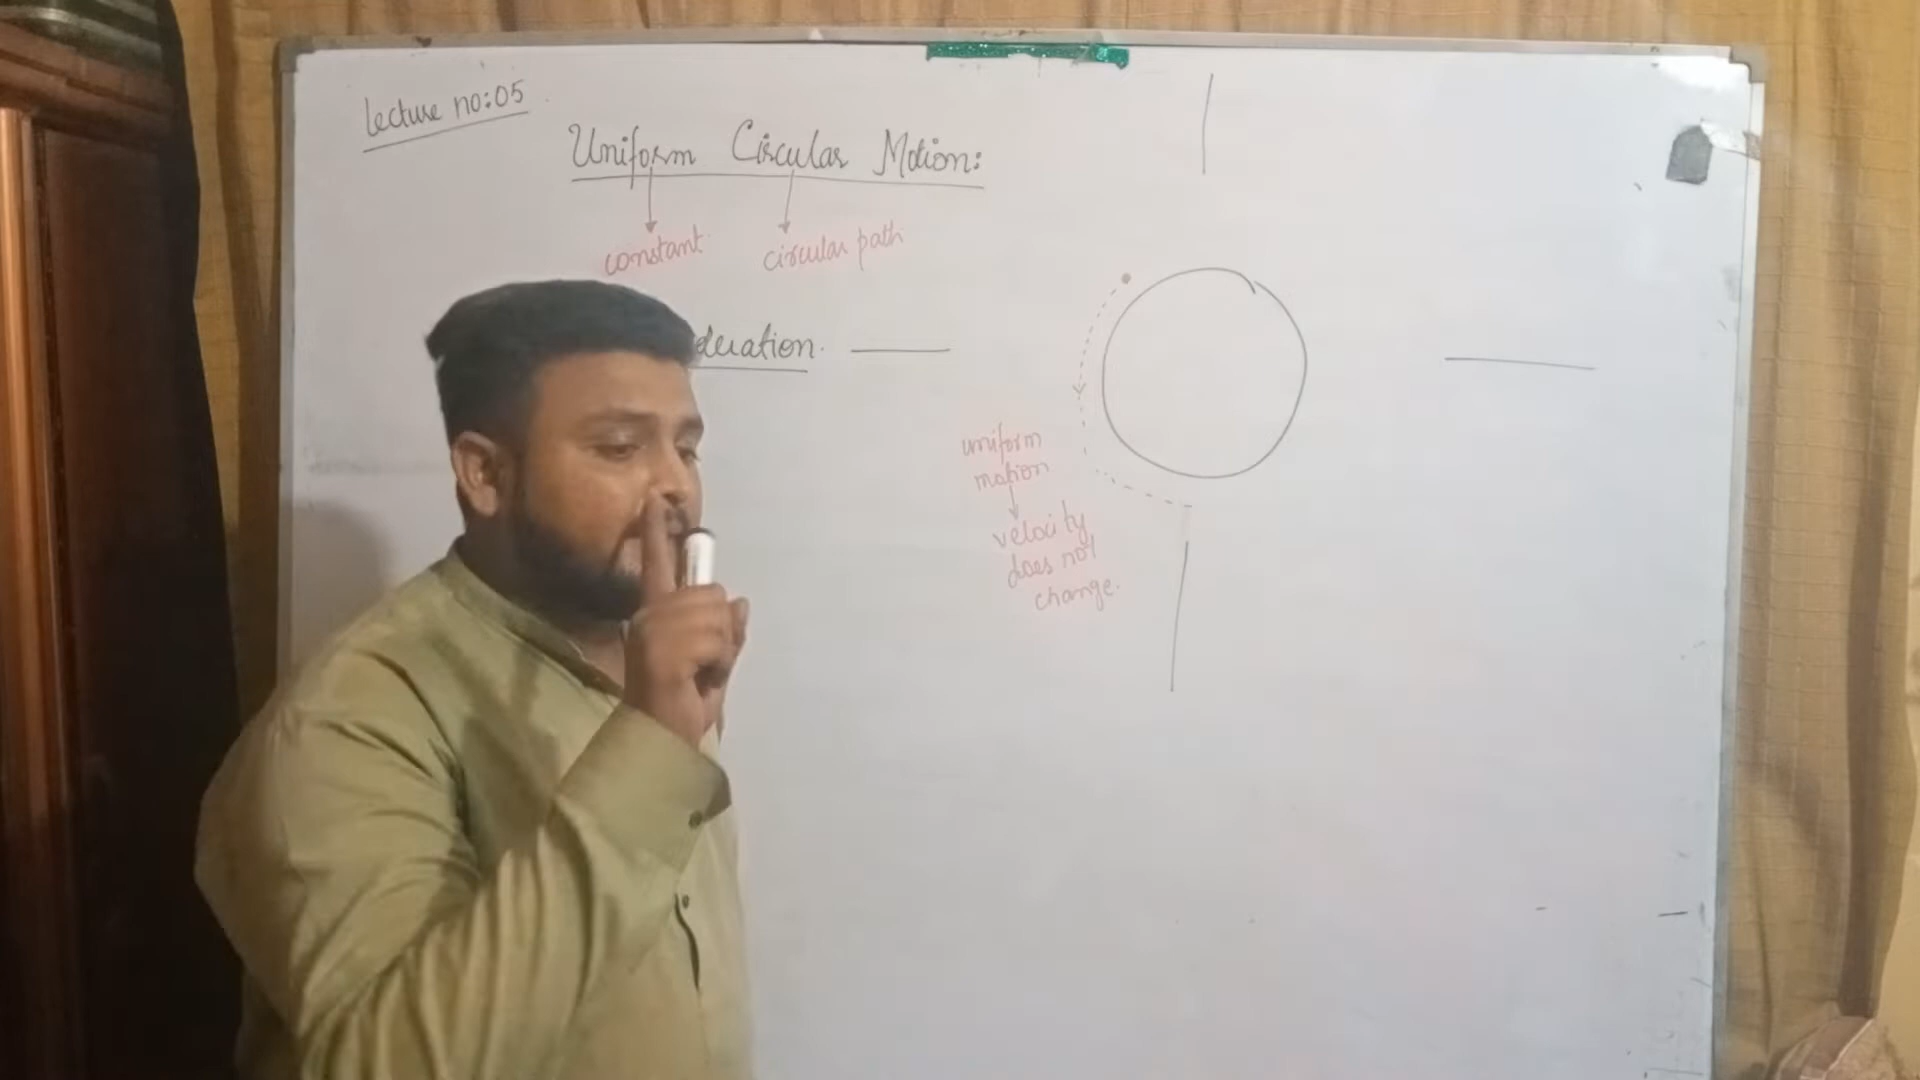 Lecture no:05
Uniform Circular Motion:
constant
circular path
uniform
motion
velocity
does not
change.